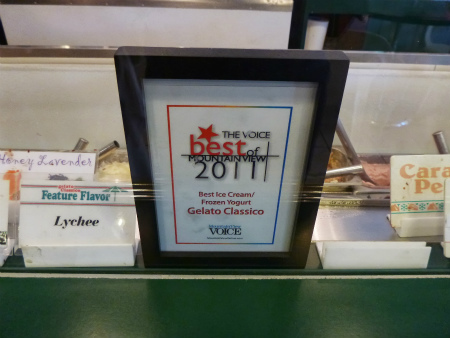 Honey Lavender
Feature Flavor
Lychee
THE VOICE
best of
MOUNTAIN VIEW
2011
Best Ice Cream/
Frozen Yogurt
Gelato Classico
VOICE
Cara
Pe